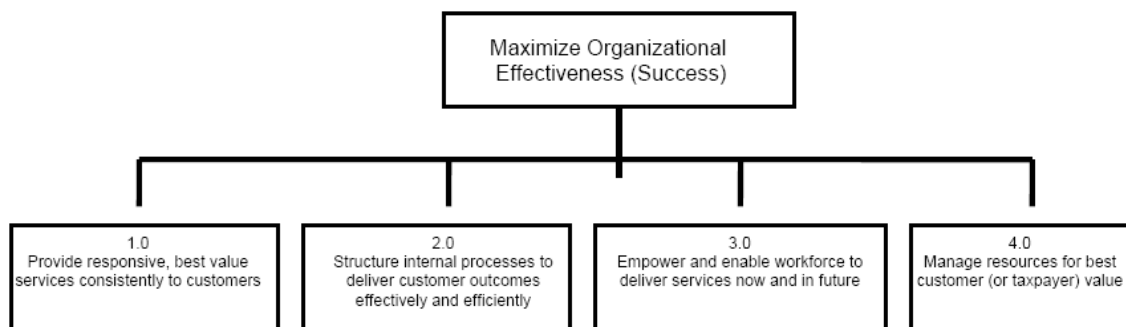 Maximize Organizational
Effectiveness (Success)
1.0
Provide responsive, best value
services consistently to customers
2.0
Structure internal processes to
deliver customer outcomes
effectively and efficiently
3.0
Empower and enable workforce to
deliver services now and in future
4.0
Manage resources for best
customer (or taxpayer) value